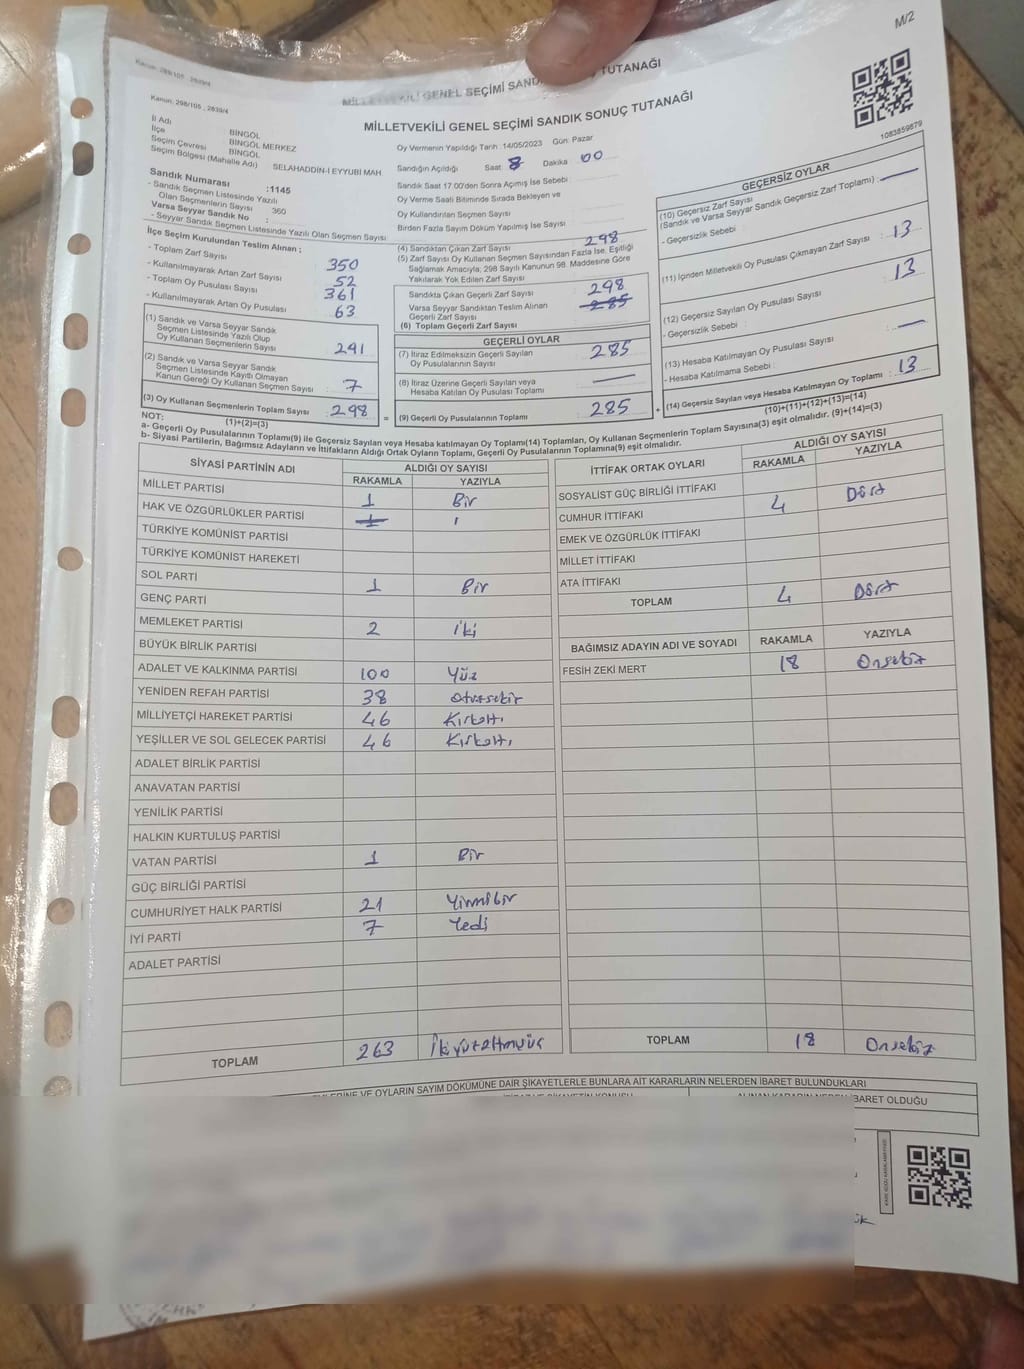 M/2
Kanun: 298/105 , 2839/4
MİLLETVEKİLİ GENEL SEÇİMİ SAND TUTANAĞI
Kanun: 298/105 , 2839/4
MİLLETVEKİLİ GENEL SEÇİMİ SANDIK SONUÇ TUTANAĞI
1083859879
İl Adı BİNGÖL
İlçe BİNGÖL MERKEZ
Seçim Çevresi BİNGÖL
Seçim Bölgesi (Mahalle Adı) SELAHADDİN-I EYYUBİ MAH
Sandık Numarası :1145
- Sandık Seçmen Listesinde Yazılı
Olan Seçmenlerin Sayısı 360
Varsa Seyyar Sandık No :
- Seyyar Sandık Seçmen Listesinde Yazılı Olan Seçmen Sayısı
Oy Vermenin Yapıldığı Tarih :14/05/2023 Gün: Pazar
Sandığın Açıldığı Saat 8 Dakika 00
Sandık Saat 17:00'den Sonra Açımış İse Sebebi :
Oy Verme Saati Bitiminde Sırada Bekleyen ve
Oy Kullandırılan Seçmen Sayısı
Birden Fazla Sayım Döküm Yapılmış İse Sayısı
İlçe Seçim Kurulundan Teslim Alınan :
- Toplam Zarf Sayısı 350
- Kullanılmayarak Artan Zarf Sayısı 52
- Toplam Oy Pusulası Sayısı 361
- Kullanılmayarak Artan Oy Pusulası 63
(1) Sandık ve Varsa Seyyar Sandık
Seçmen Listesinde Yazılı Olup
Oy Kullanan Seçmenlerin Sayısı 291
(2) Sandık ve Varsa Seyyar Sandık
Seçmen Listesinde Kayıtlı Olmayan
Kanun Gereği Oy Kullanan Seçmen Sayısı 7
(3) Oy Kullanan Seçmenlerin Toplam Sayısı 298
(1)+(2)=(3)
(4) Sandıktan Çıkan Zarf Sayısı 298
(5) Zarf Sayısı Oy Kullanan Seçmen Sayısından Fazla İse, Eşitliği
Sağlamak Amacıyla; 298 Sayılı Kanunun 98. Maddesine Göre
Yakılarak Yok Edilen Zarf Sayısı
Sandıkta Çıkan Geçerli Zarf Sayısı 298
Varsa Seyyar Sandıktan Teslim Alınan
Geçerli Zarf Sayısı 285
(6) Toplam Geçerli Zarf Sayısı
GEÇERLİ OYLAR
(7) İtiraz Edilmeksizin Geçerli Sayılan
Oy Pusulalarının Sayısı 285
(8) İtiraz Üzerine Geçerli Sayılan veya
Hesaba Katılan Oy Pusulası Toplamı —
= (9) Geçerli Oy Pusulalarının Toplamı 285 +
GEÇERSİZ OYLAR
(10) Geçersiz Zarf Sayısı
(Sandık ve Varsa Seyyar Sandık Geçersiz Zarf Toplamı) : —
- Geçersizlik Sebebi :
(11) İçinden Milletvekili Oy Pusulası Çıkmayan Zarf Sayısı : 13
(12) Geçersiz Sayılan Oy Pusulası Sayısı : 13
- Geçersizlik Sebebi :
(13) Hesaba Katılmayan Oy Pusulası Sayısı : —
- Hesaba Katılmama Sebebi :
(14) Geçersiz Sayılan veya Hesaba Katılmayan Oy Toplamı : 13
(10)+(11)+(12)+(13)=(14)
NOT:
a- Geçerli Oy Pusulalarının Toplamı(9) ile Geçersiz Sayılan veya Hesaba katılmayan Oy Toplamı(14) Toplamları, Oy Kullanan Seçmenlerin Toplam Sayısına(3) eşit olmalıdır. (9)+(14)=(3)
b- Siyasi Partilerin, Bağımsız Adayların ve İttifakların Aldığı Ortak Oyların Toplamı, Geçerli Oy Pusulalarının Toplamına(9) eşit olmalıdır.
SİYASİ PARTİNİN ADI ALDIĞI OY SAYISI
RAKAMLA YAZIYLA
MİLLET PARTİSİ 1 Bir
HAK VE ÖZGÜRLÜKLER PARTİSİ 1 1
TÜRKİYE KOMÜNİST PARTİSİ
TÜRKİYE KOMÜNİST HAREKETİ
SOL PARTİ 1 Bir
GENÇ PARTİ
MEMLEKET PARTİSİ 2 iki
BÜYÜK BİRLİK PARTİSİ
ADALET VE KALKINMA PARTİSİ 100 Yüz
YENİDEN REFAH PARTİSİ 38 otuzsekiz
MİLLİYETÇİ HAREKET PARTİSİ 46 Kırkaltı
YEŞİLLER VE SOL GELECEK PARTİSİ 46 Kırkaltı
ADALET BİRLİK PARTİSİ
ANAVATAN PARTİSİ
YENİLİK PARTİSİ
HALKIN KURTULUŞ PARTİSİ
VATAN PARTİSİ 1 Bir
GÜÇ BİRLİĞİ PARTİSİ
CUMHURİYET HALK PARTİSİ 21 Yirmibir
İYİ PARTİ 7 Yedi
ADALET PARTİSİ
TOPLAM 263 İkiyüzaltmışüç
İTTİFAK ORTAK OYLARI ALDIĞI OY SAYISI
RAKAMLA YAZIYLA
SOSYALİST GÜÇ BİRLİĞİ İTTİFAKI
CUMHUR İTTİFAKI 4 Dört
EMEK VE ÖZGÜRLÜK İTTİFAKI
MİLLET İTTİFAKI
ATA İTTİFAKI
TOPLAM 4 Dört
BAĞIMSIZ ADAYIN ADI VE SOYADI RAKAMLA YAZIYLA
FESİH ZEKİ MERT 18 Onsekiz
TOPLAM 18 Onsekiz
VE OYLARIN SAYIM DÖKÜMÜNE DAİR ŞİKAYETLERLE BUNLARA AİT KARARLARIN NELERDEN İBARET BULUNDUKLARI
İBARET OLDUĞU